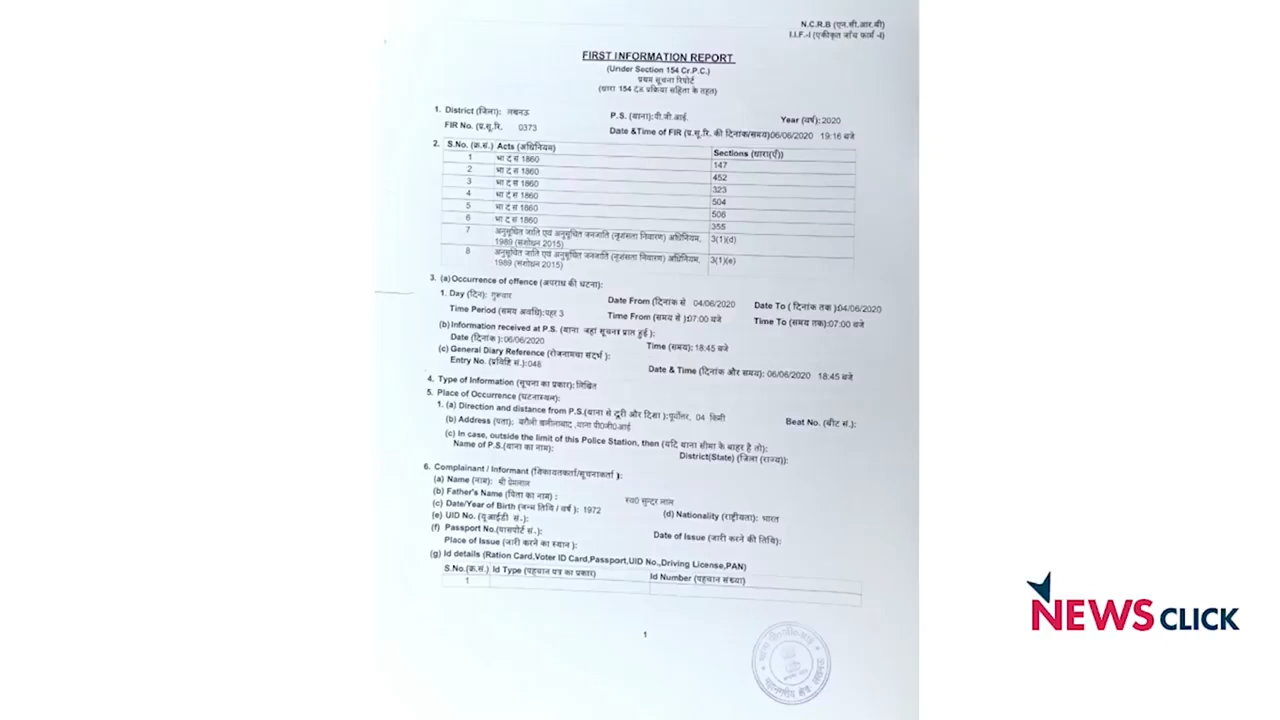 N.C.R.B (एन.सी.आर.बी)
I.I.F.-I (एकीकृत जाँच फार्म -I)
FIRST INFORMATION REPORT
(Under Section 154 Cr.P.C.)
प्रथम सूचना रिपोर्ट
(धारा 154 दंड प्रक्रिया संहिता के तहत)
1. District (जिला): लखनऊ P.S. (थाना):पी.जी.आई. Year (वर्ष):2020
FIR No. (प्र.सू.रि. 0373 Date &Time of FIR (प्र.सू.रि. की दिनांक/समय)06/06/2020 19:16 बजे
2. S.No. (क्र.सं.) Acts (अधिनियम) Sections (धारा(एँ))
1 भा दं सं 1860 147
2 भा दं सं 1860 452
3 भा दं सं 1860 323
4 भा दं सं 1860 504
5 भा दं सं 1860 506
6 भा दं सं 1860 355
7 अनुसूचित जाति एवं अनुसूचित जनजाति (नृशंसता निवारण) अधिनियम, 3(1)(d)
1989 (संशोधन 2015)
8 अनुसूचित जाति एवं अनुसूचित जनजाति (नृशंसता निवारण) अधिनियम, 3(1)(e)
1989 (संशोधन 2015)
3. (a)Occurrence of offence (अपराध की घटना):
1. Day (दिन): गुरुवार Date From (दिनांक से 04/06/2020 Date To ( दिनांक तक ):04/06/2020
Time Period (समय अवधि):पहर 3 Time From (समय से ):07:00 बजे Time To (समय तक):07:00 बजे
(b)Information received at P.S. (थाना जहां सूचना प्राप्त हुई ):
Date (दिनांक ):06/06/2020 Time (समय): 18:45 बजे
(c) General Diary Reference (रोजनामचा संदर्भ ):
Entry No. (प्रविष्टि सं.):048 Date & Time (दिनांक और समय): 06/06/2020 18:45 बजे
4. Type of Information (सूचना का प्रकार): लिखित
5. Place of Occurrence (घटनास्थल):
1. (a) Direction and distance from P.S.(थाना से दूरी और दिशा ):पूर्वोत्तर, 04 किमी Beat No. (बीट सं.):
(b) Address (पता): बरौली खलीलाबाद ,थाना पी0जी0आई
(c) In case, outside the limit of this Police Station, then (यदि थाना सीमा के बाहर है तो):
Name of P.S.(थाना का नाम): District(State) (जिला (राज्य)):
6. Complainant / Informant (शिकायतकर्ता/सूचनाकर्ता ):
(a) Name (नाम): श्री प्रेमलाल
(b) Father's Name (पिता का नाम) : स्व0 सुन्दर लाल
(c) Date/Year of Birth (जन्म तिथि / वर्ष ): 1972 (d) Nationality (राष्ट्रीयता): भारत
(e) UID No. (यूआईडी सं.):
(f) Passport No.(पासपोर्ट सं.): Date of Issue (जारी करने की तिथि):
Place of Issue (जारी करने का स्थान ):
(g) Id details (Ration Card,Voter ID Card,Passport,UID No.,Driving License,PAN)
S.No.(क्र.सं.) Id Type (पहचान पत्र का प्रकार) Id Number (पहचान संख्या)
1
1
NEWSCLICK